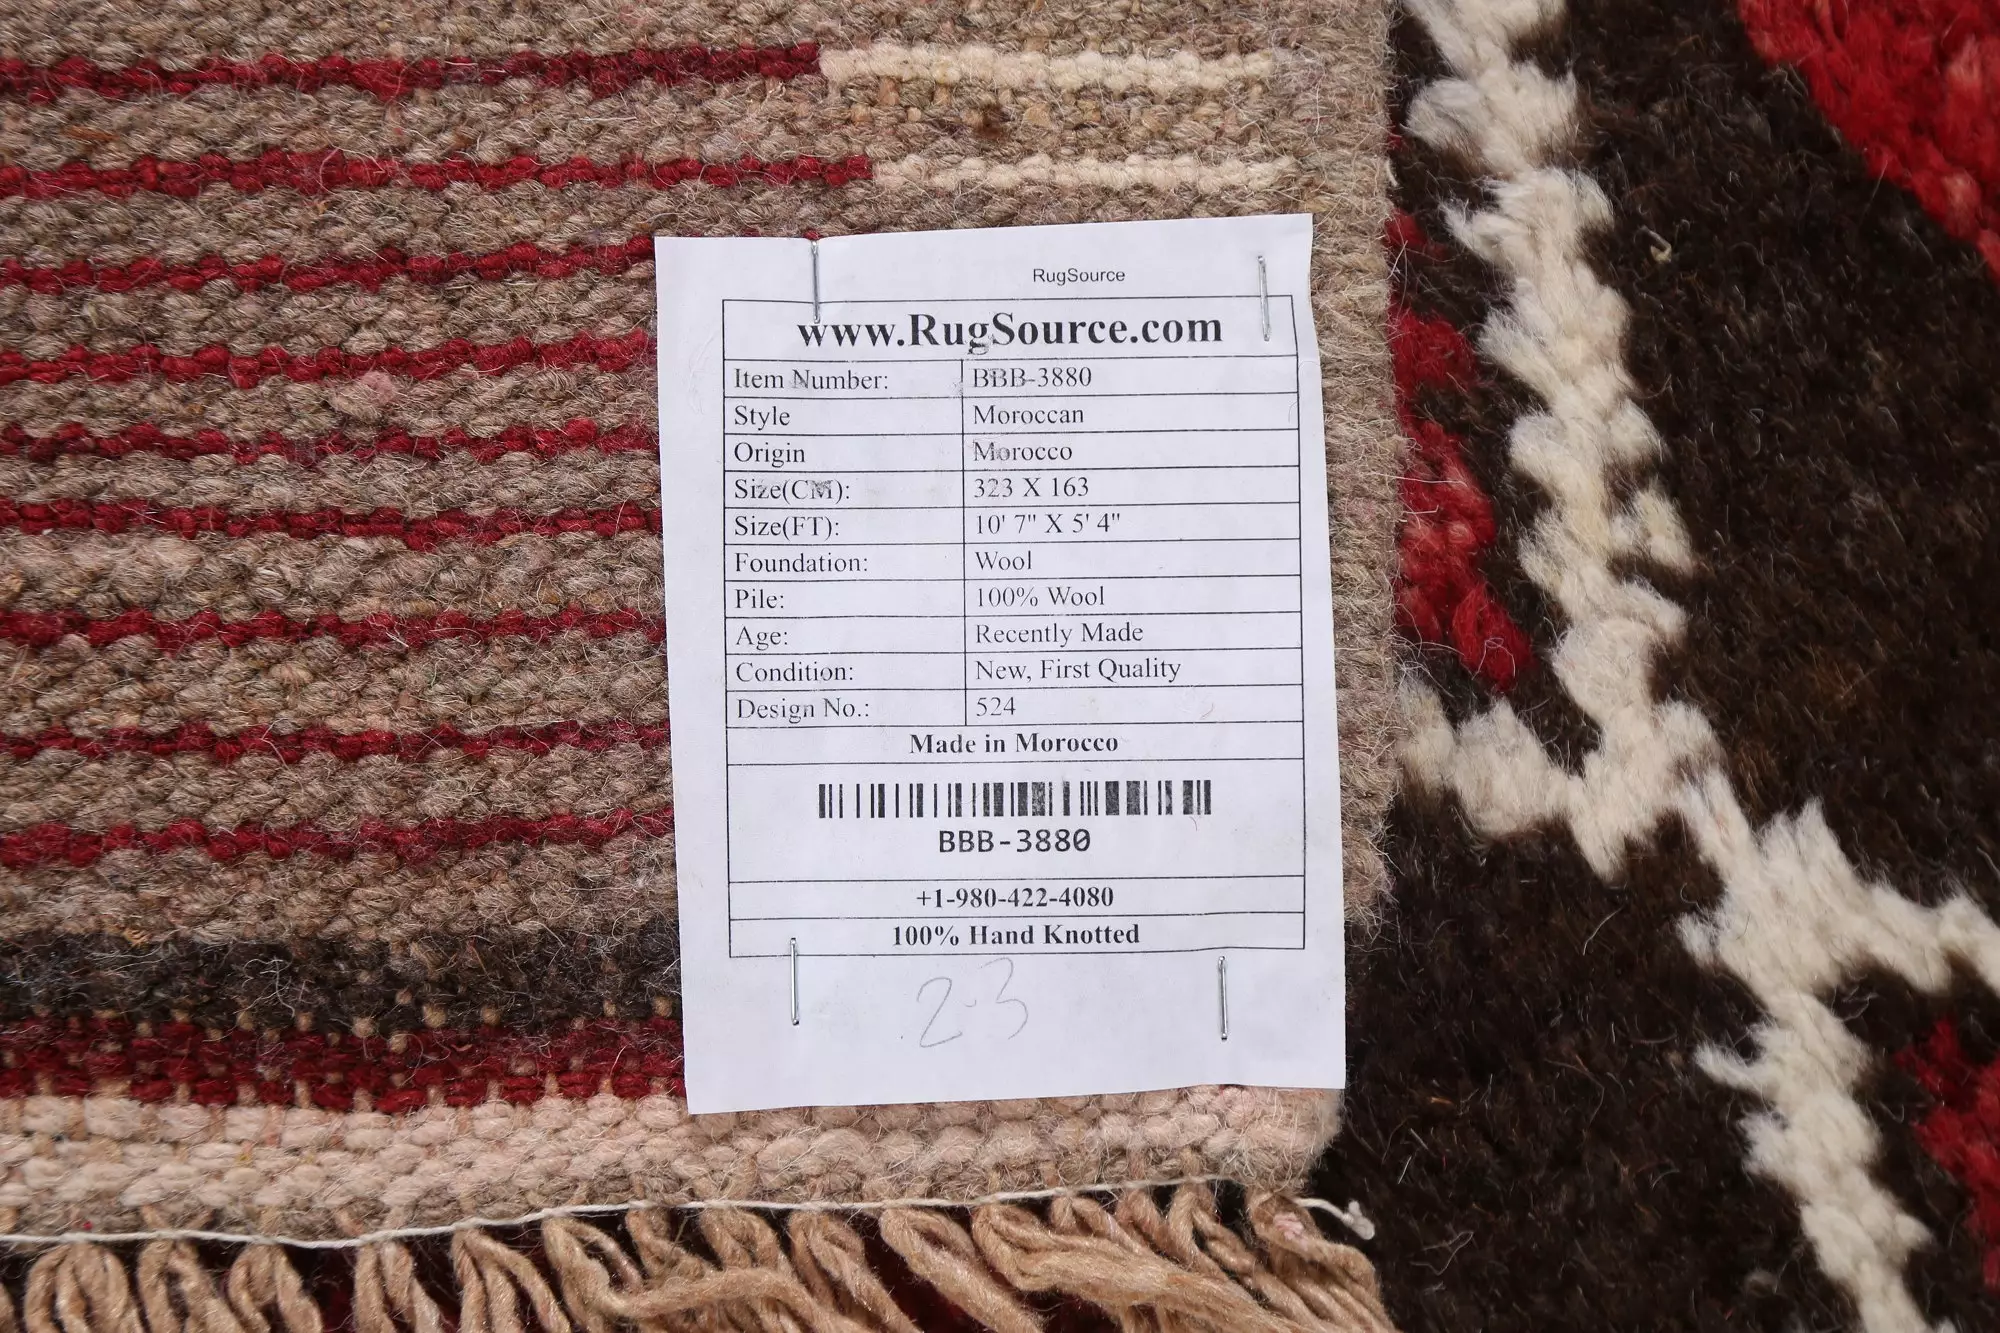 RugSource
www.RugSource.com
Item Number: BBB-3880
Style Moroccan
Origin Morocco
Size(CM): 323 X 163
Size(FT): 10' 7" X 5' 4"
Foundation: Wool
Pile: 100% Wool
Age: Recently Made
Condition: New, First Quality
Design No.: 524
Made in Morocco
BBB-3880
+1-980-422-4080
100% Hand Knotted
2-3